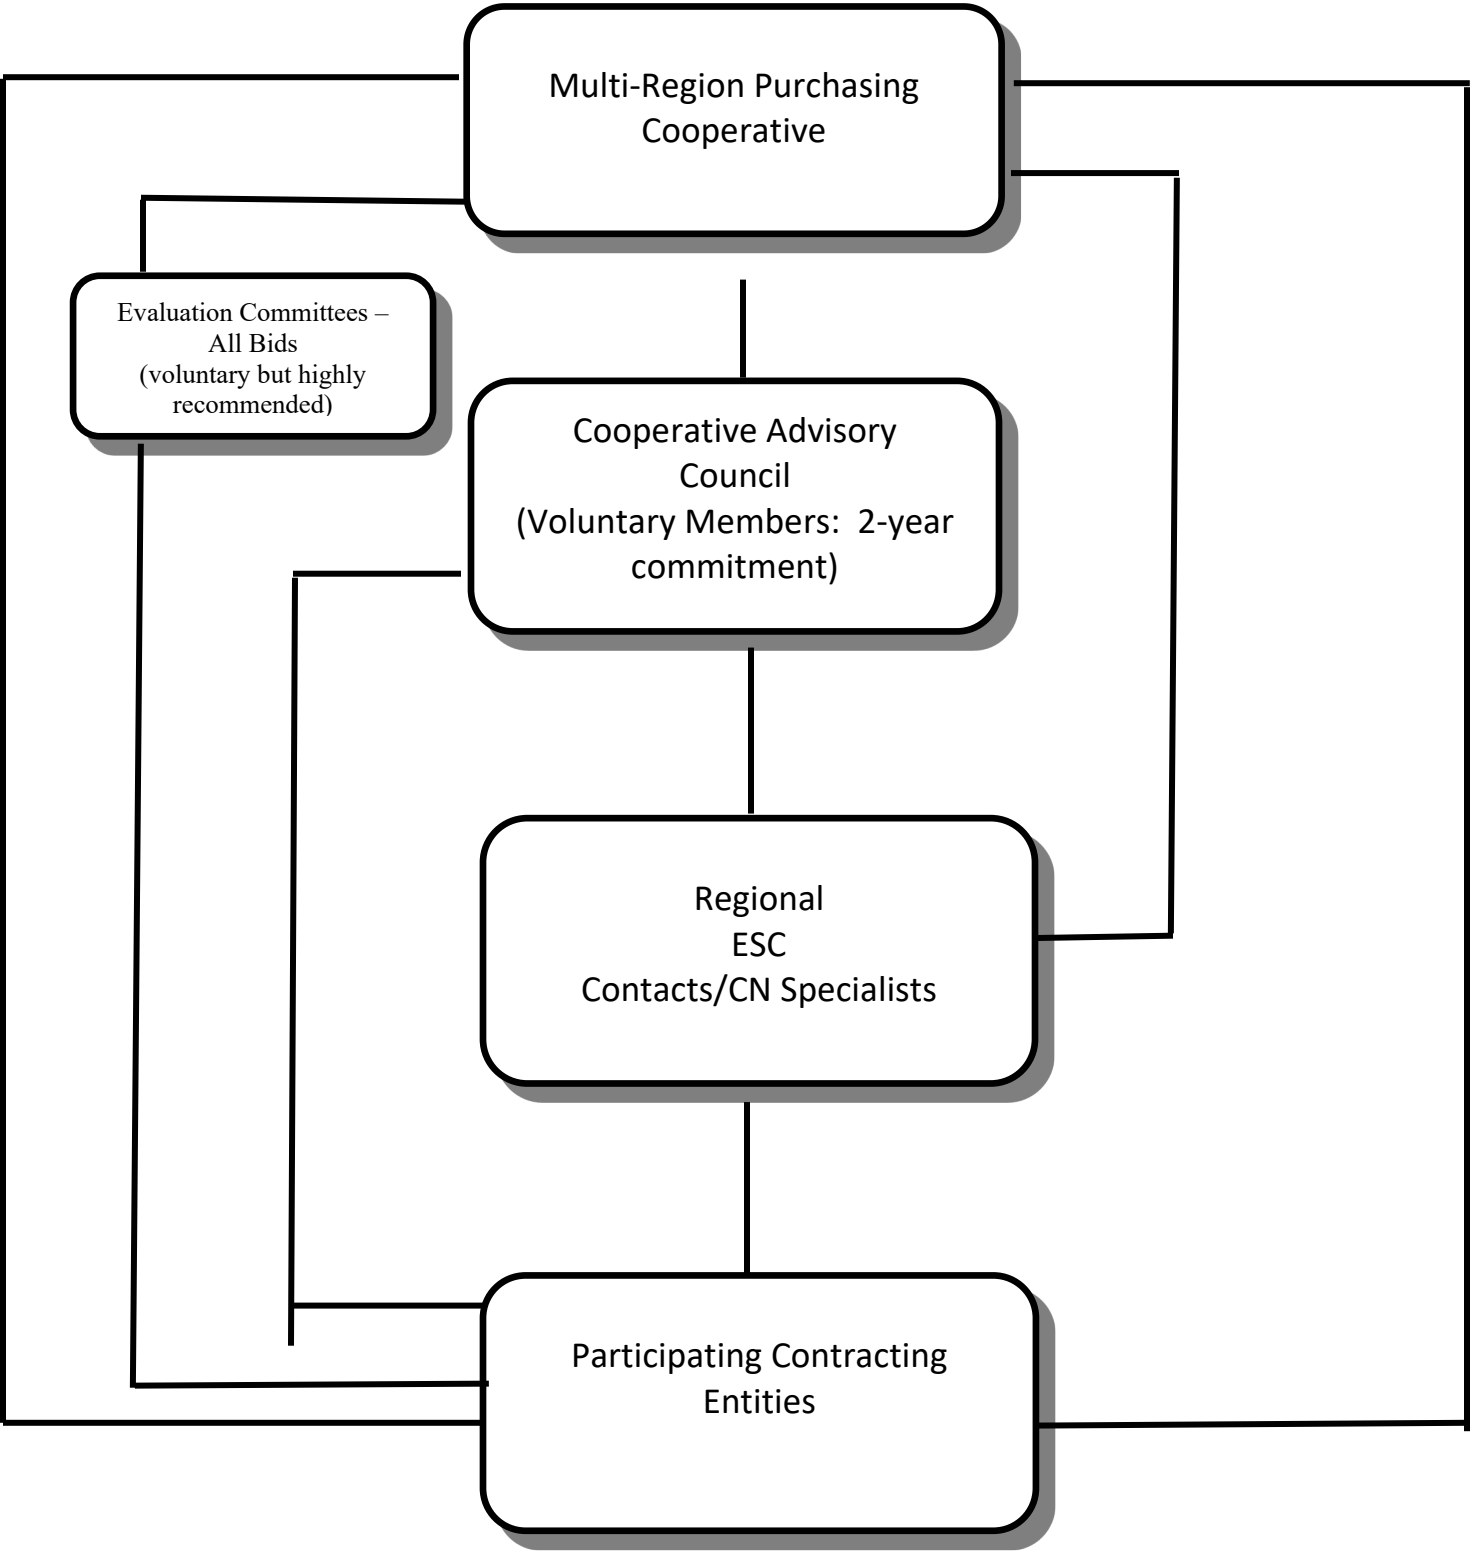 Multi-Region Purchasing
Cooperative
Evaluation Committees –
All Bids
(voluntary but highly
recommended)
Cooperative Advisory
Council
(Voluntary Members:  2-year
commitment)
Regional
ESC
Contacts/CN Specialists
Participating Contracting
Entities